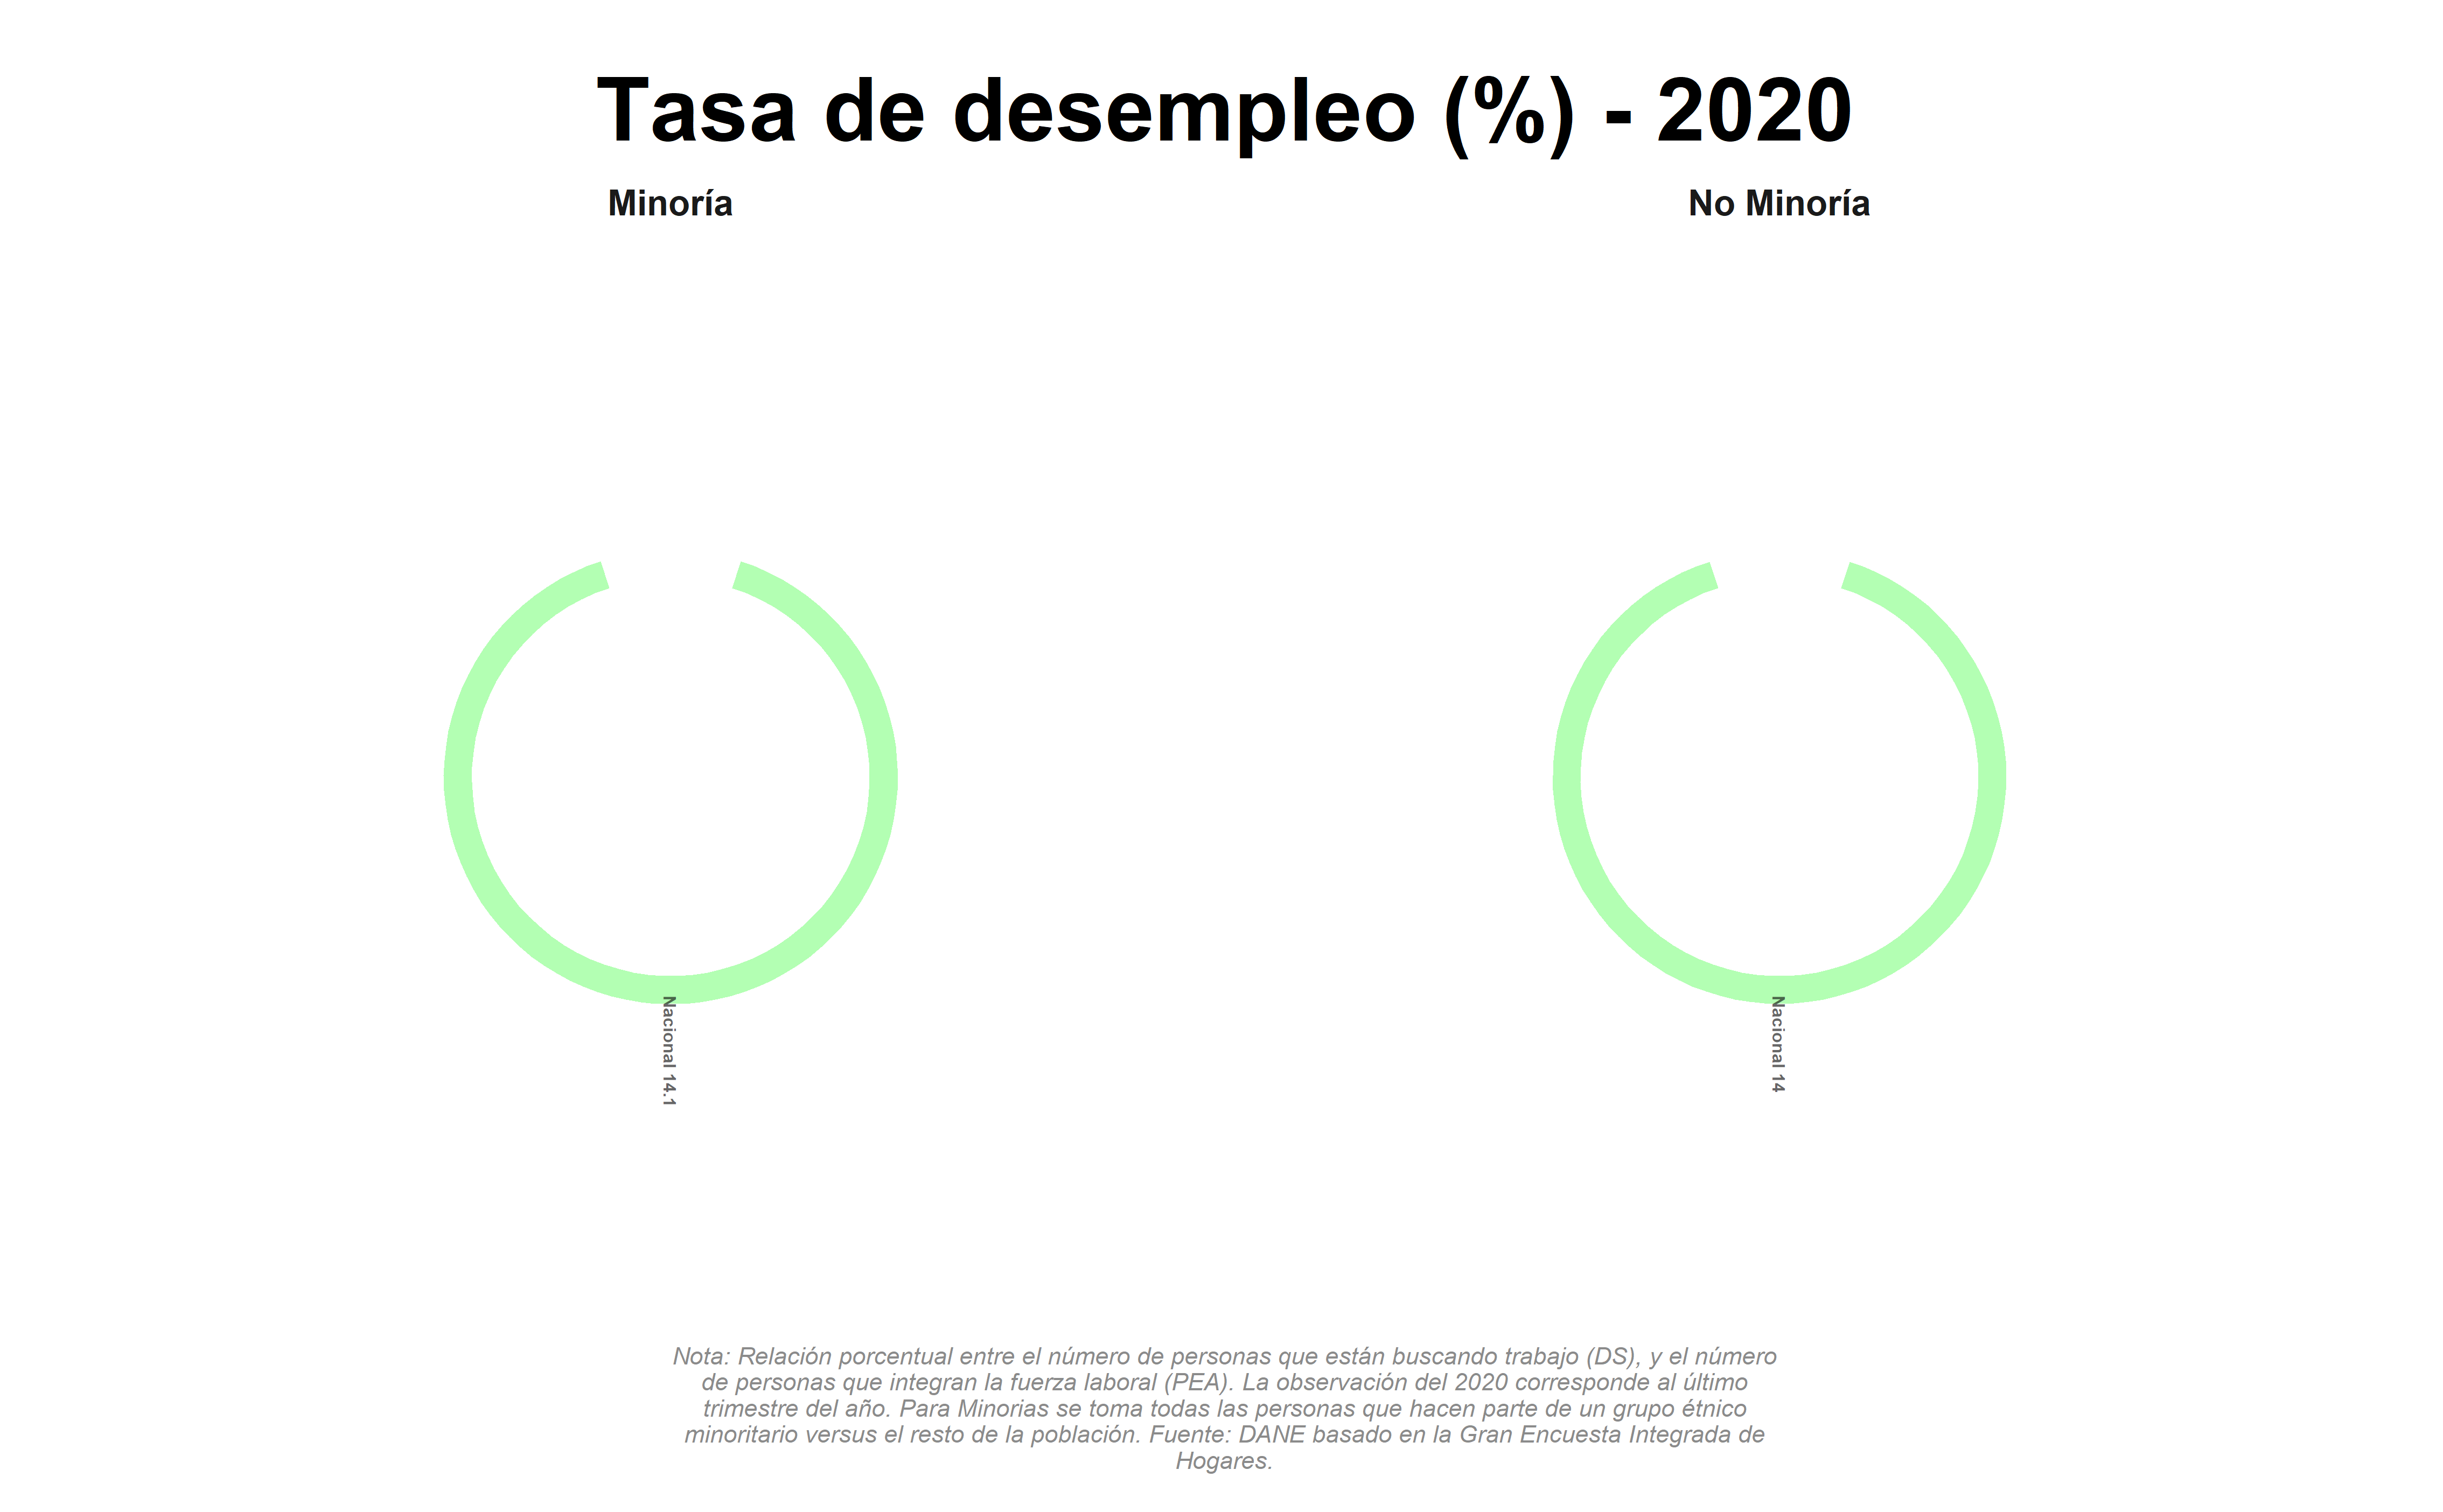 Tasa de desempleo (%) - 2020
Minoría
No Minoría
Nacional 14.1
Nacional 14
Nota: Relación porcentual entre el número de personas que están buscando trabajo (DS), y el número
de personas que integran la fuerza laboral (PEA). La observación del 2020 corresponde al último
trimestre del año. Para Minorias se toma todas las personas que hacen parte de un grupo étnico
minoritario versus el resto de la población. Fuente: DANE basado en la Gran Encuesta Integrada de
Hogares.